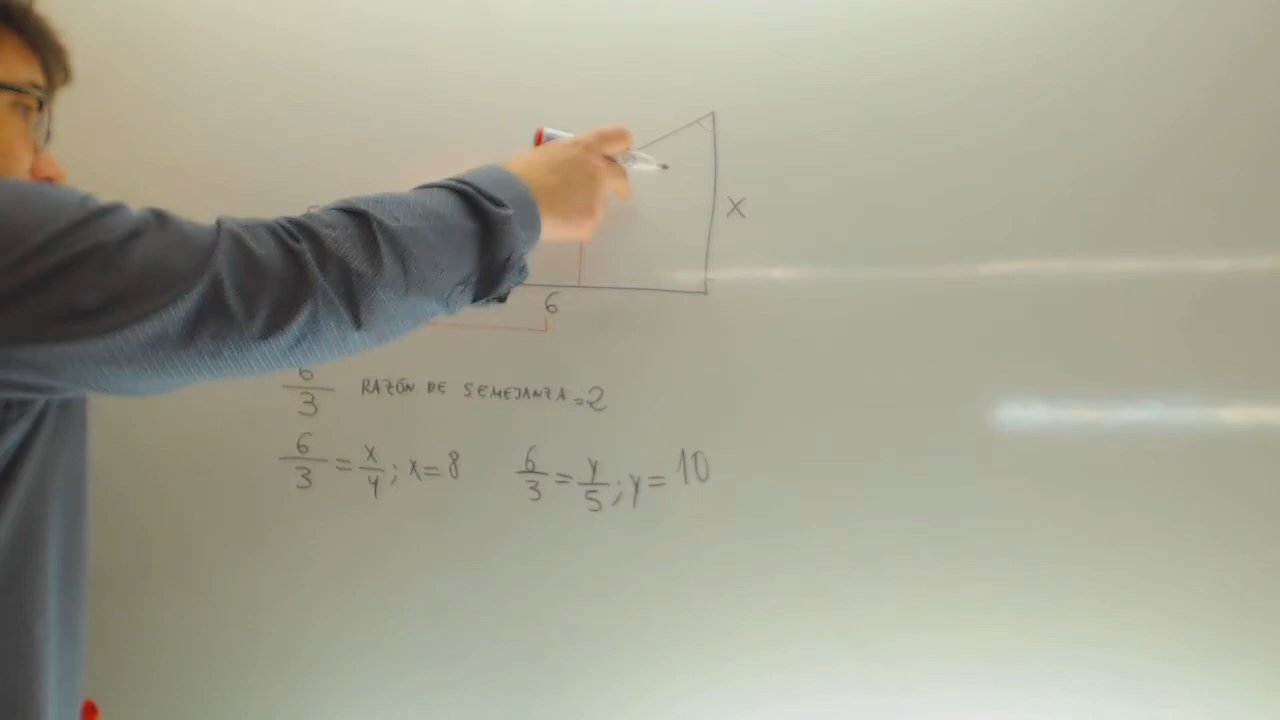 X
6
6/3 RAZÓN DE SEMEJANZA = 2
6/3 = x/4; x = 8 6/3 = y/5; y = 10